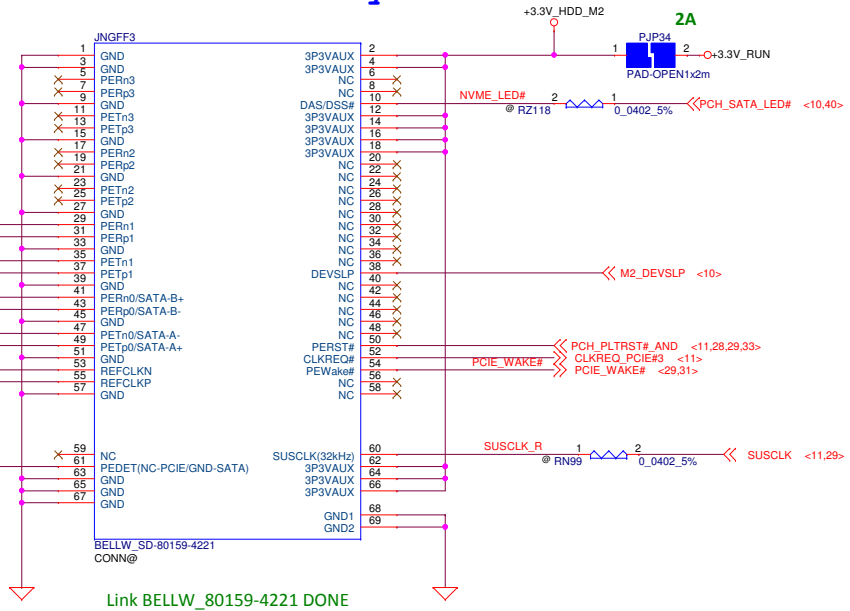 +3.3V_HDD_M2
2A
JNGFF3
PJP34
1 GND 3P3VAUX 2 1 2 +3.3V_RUN
3 GND 3P3VAUX 4
5 PERn3 NC 6 PAD-OPEN1x2m
7 PERp3 NC 8
9 GND DAS/DSS# 10 NVME_LED# 2 1 PCH_SATA_LED# <10,40>
@ RZ118 0_0402_5%
11 PETn3 3P3VAUX 12
13 PETp3 3P3VAUX 14
15 GND 3P3VAUX 16
17 PERn2 3P3VAUX 18
19 PERp2 NC 20
21 GND NC 22
23 PETn2 NC 24
25 PETp2 NC 26
27 GND NC 28
29 PERn1 NC 30
31 PERp1 NC 32
33 GND NC 34
35 PETn1 NC 36
37 PETp1 DEVSLP 38 M2_DEVSLP <10>
39 GND NC 40
41 PERn0/SATA-B+ NC 42
43 PERp0/SATA-B- NC 44
45 GND NC 46
47 PETn0/SATA-A- NC 48
49 PETp0/SATA-A+ PERST# 50 PCH_PLTRST#_AND <11,28,29,33>
51 GND CLKREQ# 52 CLKREQ_PCIE#3 <11>
53 REFCLKN PEWake# 54 PCIE_WAKE# PCIE_WAKE# <29,31>
55 REFCLKP NC 56
57 GND NC 58
59 NC SUSCLK(32kHz) 60 SUSCLK_R 1 2 SUSCLK <11,29>
@ RN99 0_0402_5%
61 PEDET(NC-PCIE/GND-SATA) 3P3VAUX 62
63 GND 3P3VAUX 64
65 GND 3P3VAUX 66
67 GND
GND1 68
GND2 69
BELLW_SD-80159-4221
CONN@
Link BELLW_80159-4221 DONE